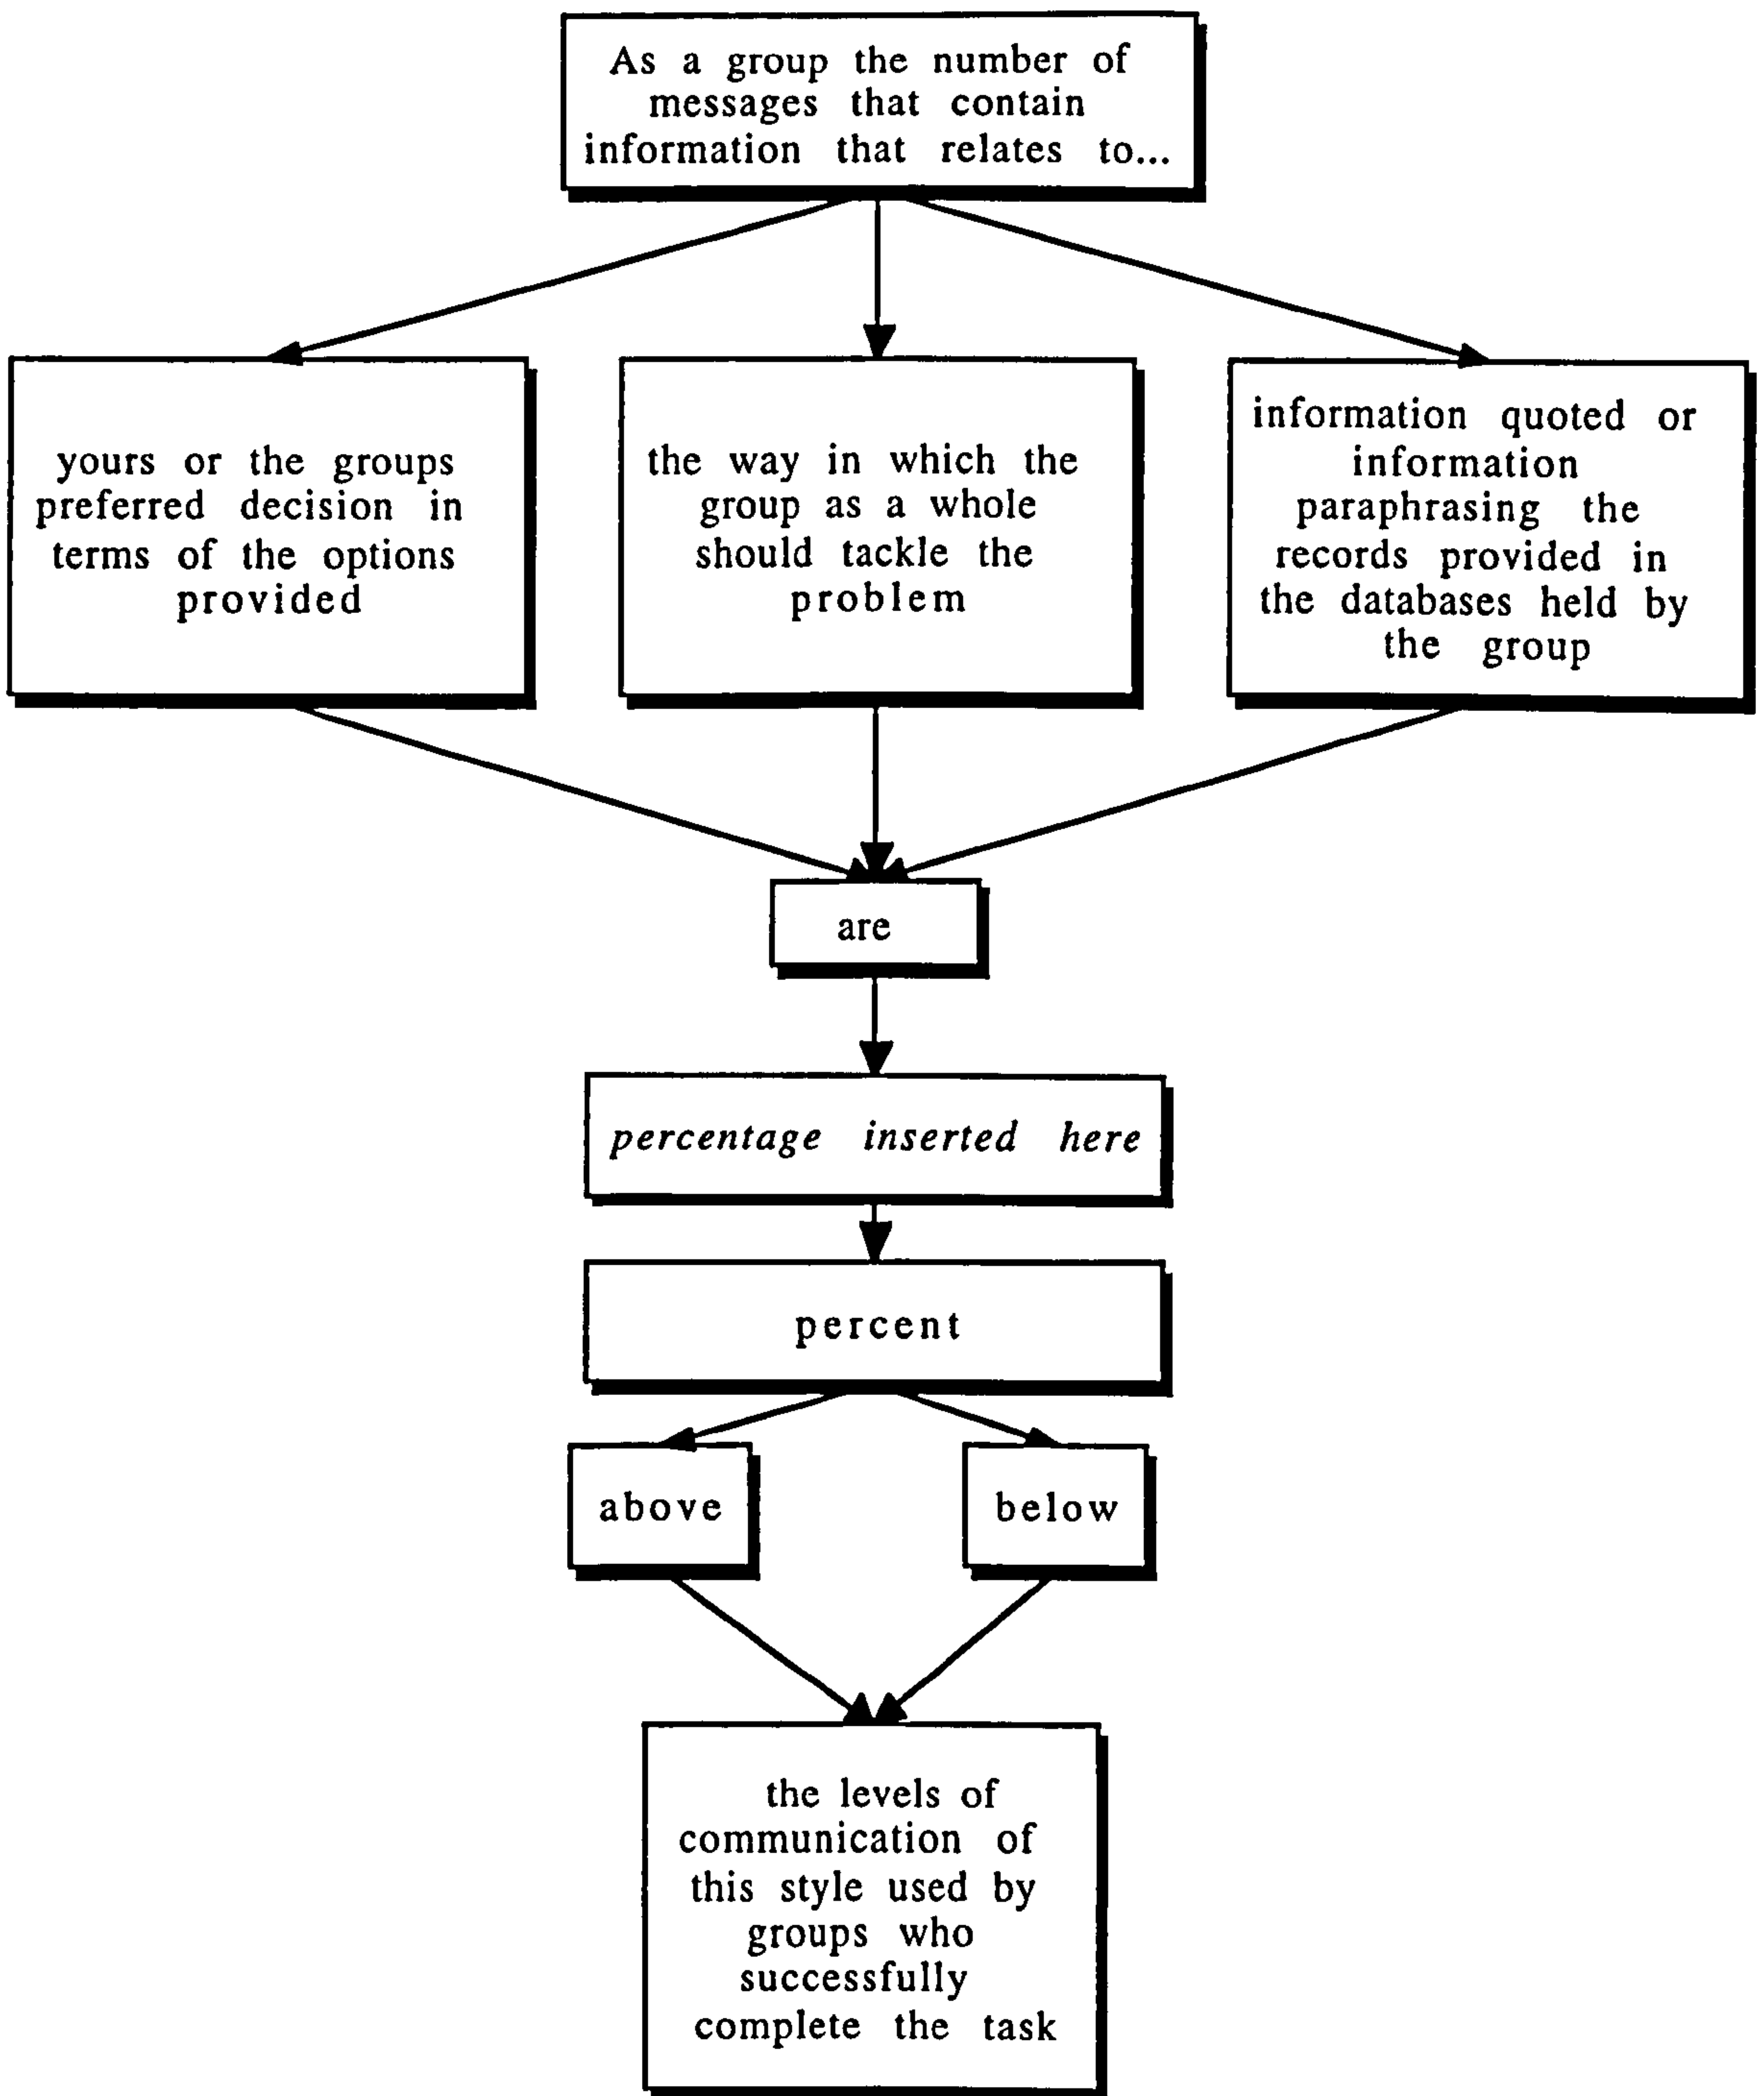 As a group the number of
messages that contain
information that relates to...
yours or the groups
preferred decision in
terms of the options
provided
the way in which the
group as a whole
should tackle the
problem
information quoted or
information
paraphrasing the
records provided in
the databases held by
the group
are
percentage inserted here
percent
above
below
the levels of
communication of
this style used by
groups who
successfully
complete the task